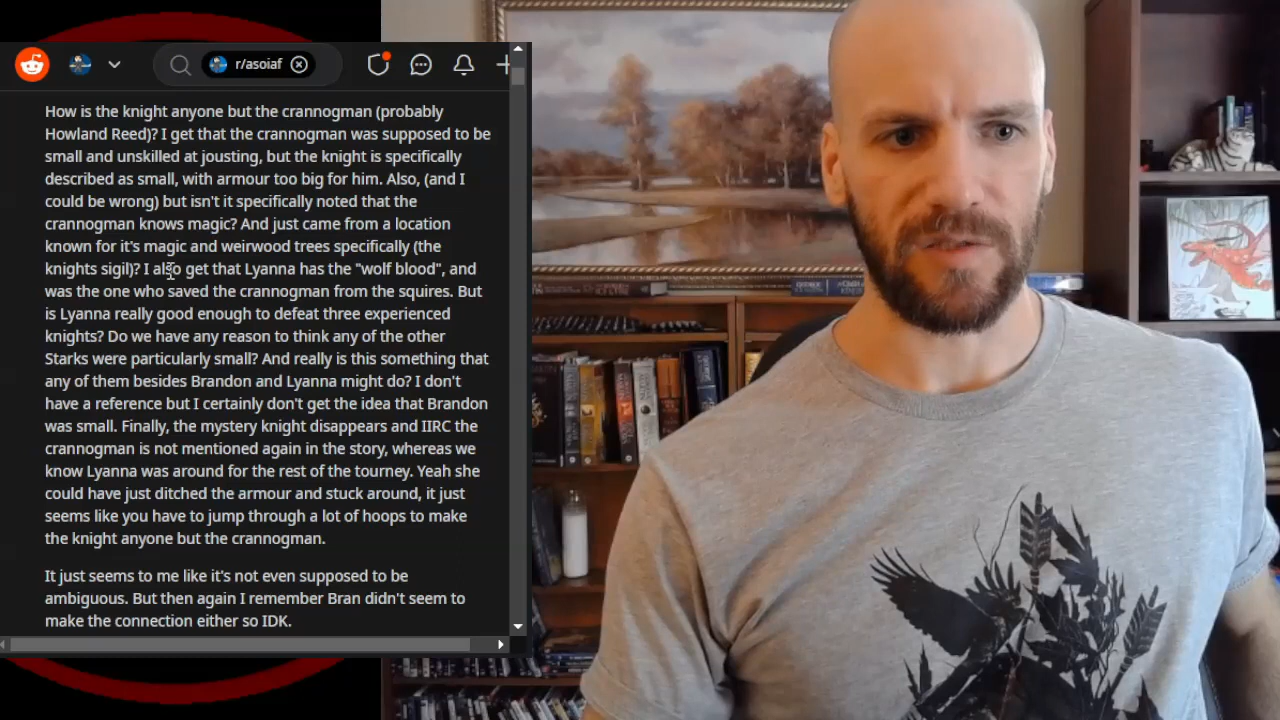 r/asoiaf
How is the knight anyone but the crannogman (probably
Howland Reed)? I get that the crannogman was supposed to be
small and unskilled at jousting, but the knight is specifically
described as small, with armour too big for him. Also, (and I
could be wrong) but isn't it specifically noted that the
crannogman knows magic? And just came from a location
known for it's magic and weirwood trees specifically (the
knights sigil)? I also get that Lyanna has the "wolf blood", and
was the one who saved the crannogman from the squires. But
is Lyanna really good enough to defeat three experienced
knights? Do we have any reason to think any of the other
Starks were particularly small? And really is this something that
any of them besides Brandon and Lyanna might do? I don't
have a reference but I certainly don't get the idea that Brandon
was small. Finally, the mystery knight disappears and IIRC the
crannogman is not mentioned again in the story, whereas we
know Lyanna was around for the rest of the tourney. Yeah she
could have just ditched the armour and stuck around, it just
seems like you have to jump through a lot of hoops to make
the knight anyone but the crannogman.
It just seems to me like it's not even supposed to be
ambiguous. But then again I remember Bran didn't seem to
make the connection either so IDK.